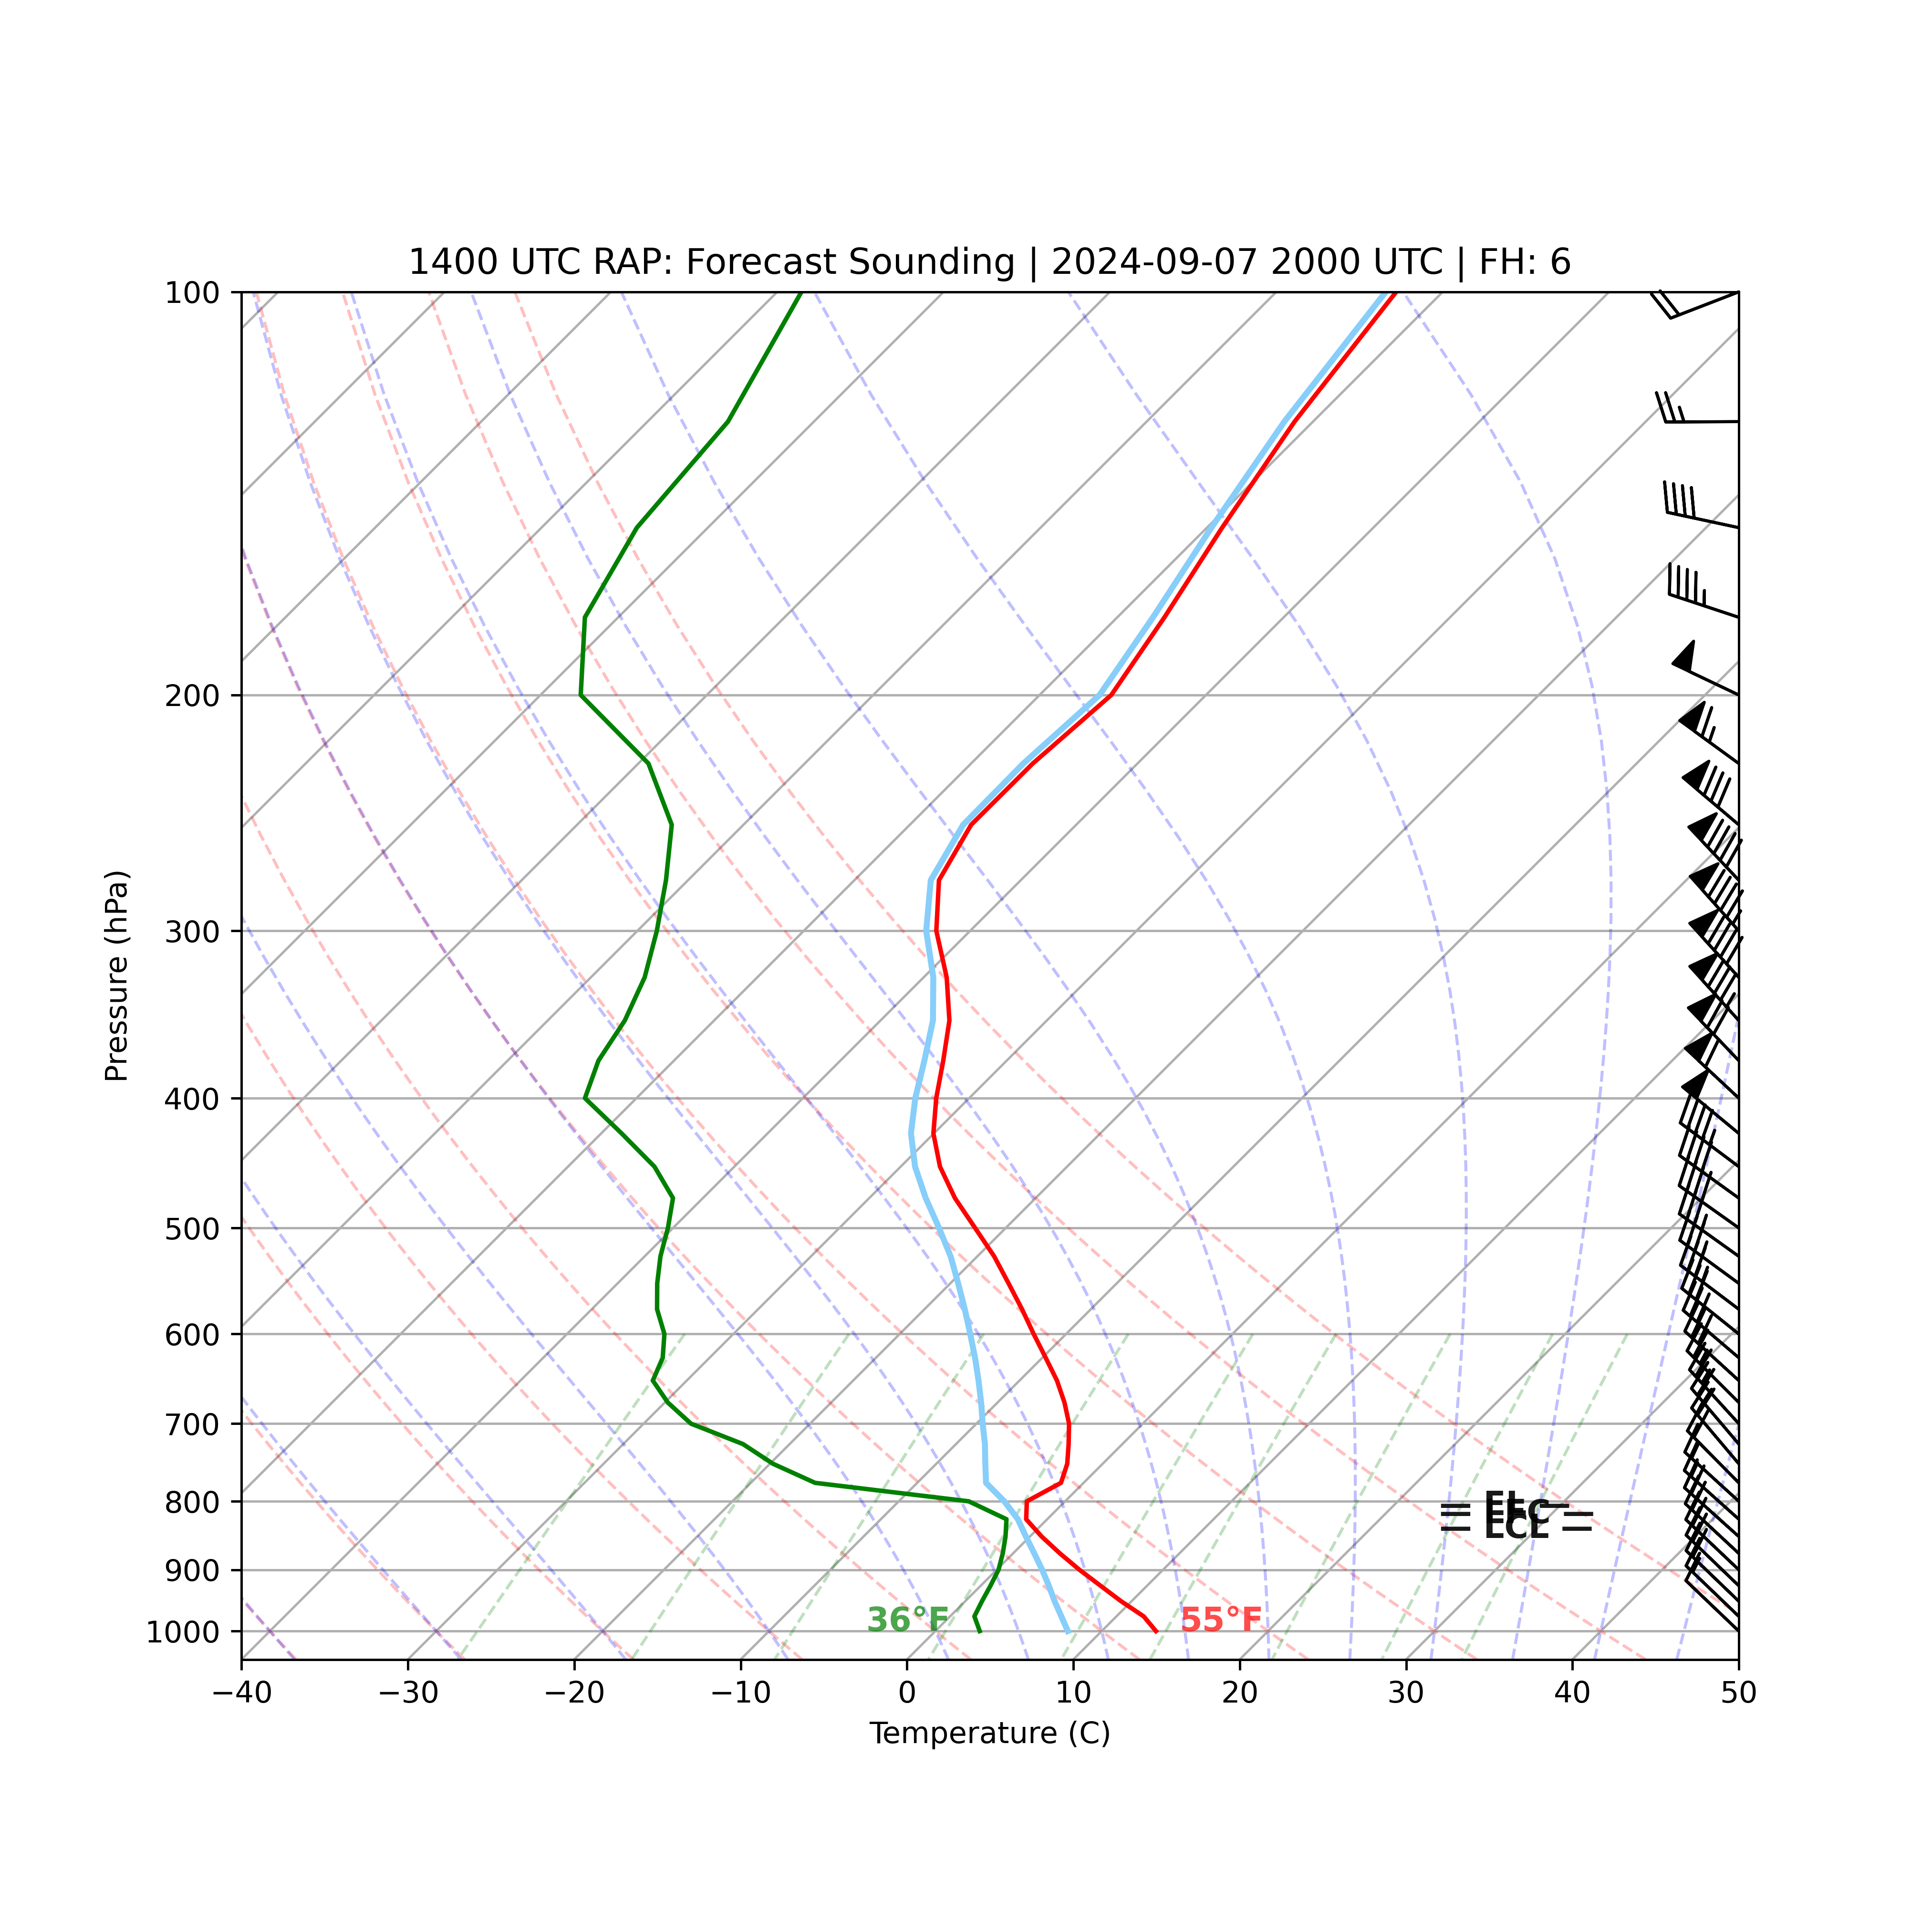 1400 UTC RAP: Forecast Sounding | 2024-09-07 2000 UTC | FH: 6
100
200
300
400
500
600
700
800
900
1000
Pressure (hPa)
EL
LFC
LCL
36°F
55°F
−40 −30 −20 −10 0 10 20 30 40 50
Temperature (C)